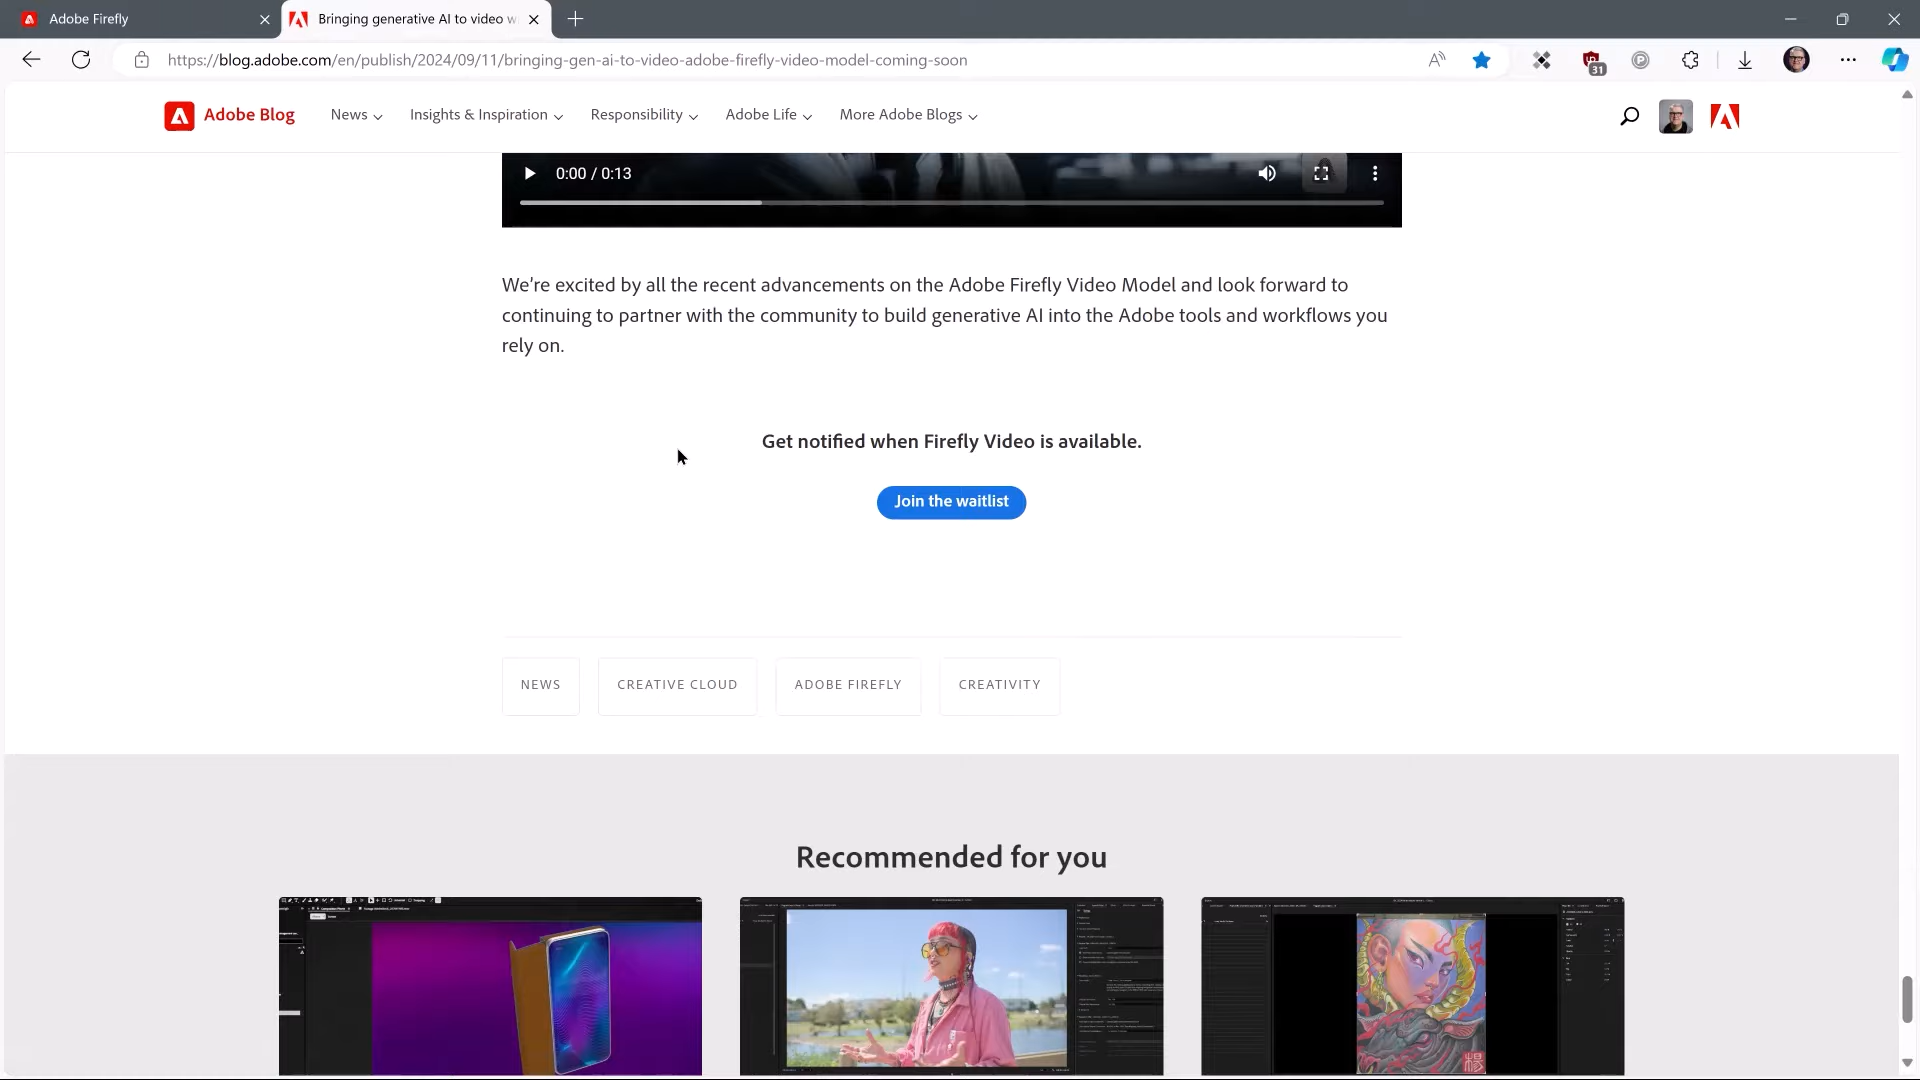 Adobe Firefly
Bringing generative AI to video w
https://blog.adobe.com/en/publish/2024/09/11/bringing-gen-ai-to-video-adobe-firefly-video-model-coming-soon
31
Adobe Blog
News
Insights & Inspiration
Responsibility
Adobe Life
More Adobe Blogs
0:00 / 0:13
We're excited by all the recent advancements on the Adobe Firefly Video Model and look forward to
continuing to partner with the community to build generative AI into the Adobe tools and workflows you
rely on.
Get notified when Firefly Video is available.
Join the waitlist
NEWS
CREATIVE CLOUD
ADOBE FIREFLY
CREATIVITY
Recommended for you